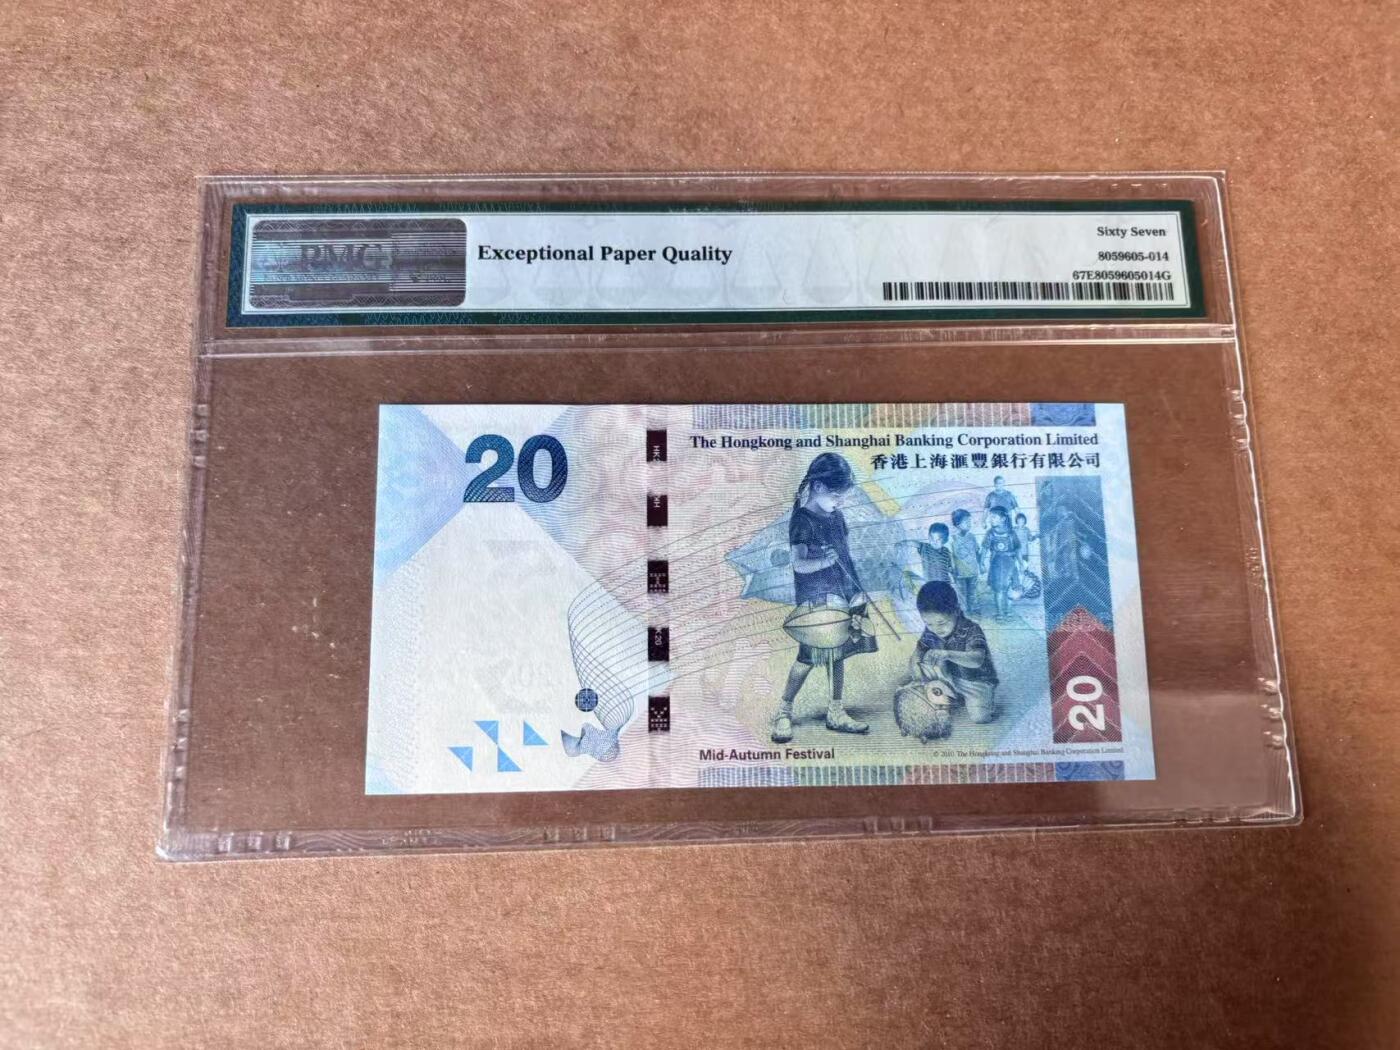 PMG
Exceptional Paper Quality
Sixty Seven
8059605-014
67E8059605014G
20
The Hongkong and Shanghai Banking Corporation Limited
香港上海滙豐銀行有限公司
20
Mid-Autumn Festival
© 2010 The Hongkong and Shanghai Banking Corporation Limited